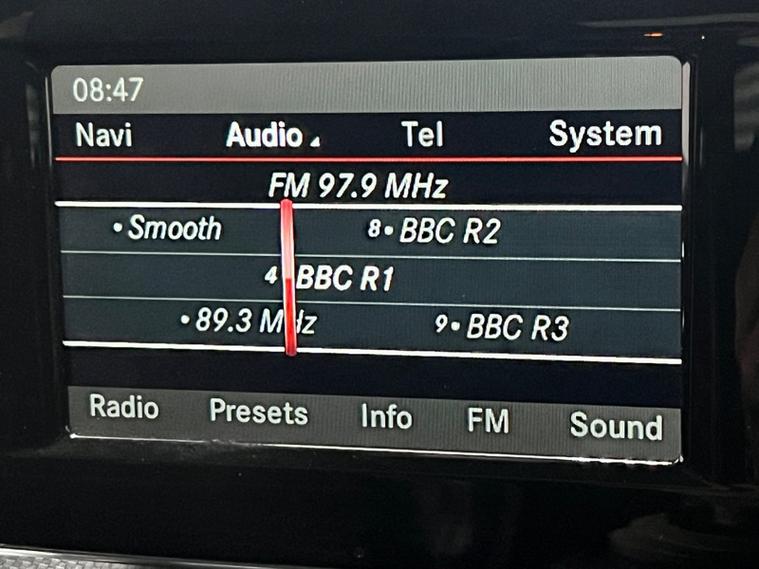 08:47
Navi Audio Tel System
FM 97.9 MHz
•Smooth 8•BBC R2
4 BBC R1
•89.3 MHz 9•BBC R3
Radio Presets Info FM Sound